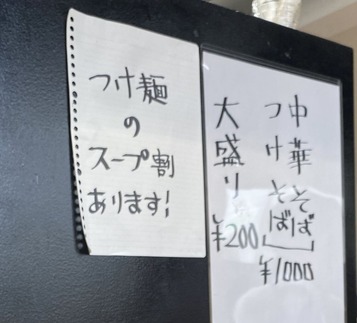 つけ麺
の
スープ割
あります!
中華そば
つけそば
¥1000
大盛り
¥200